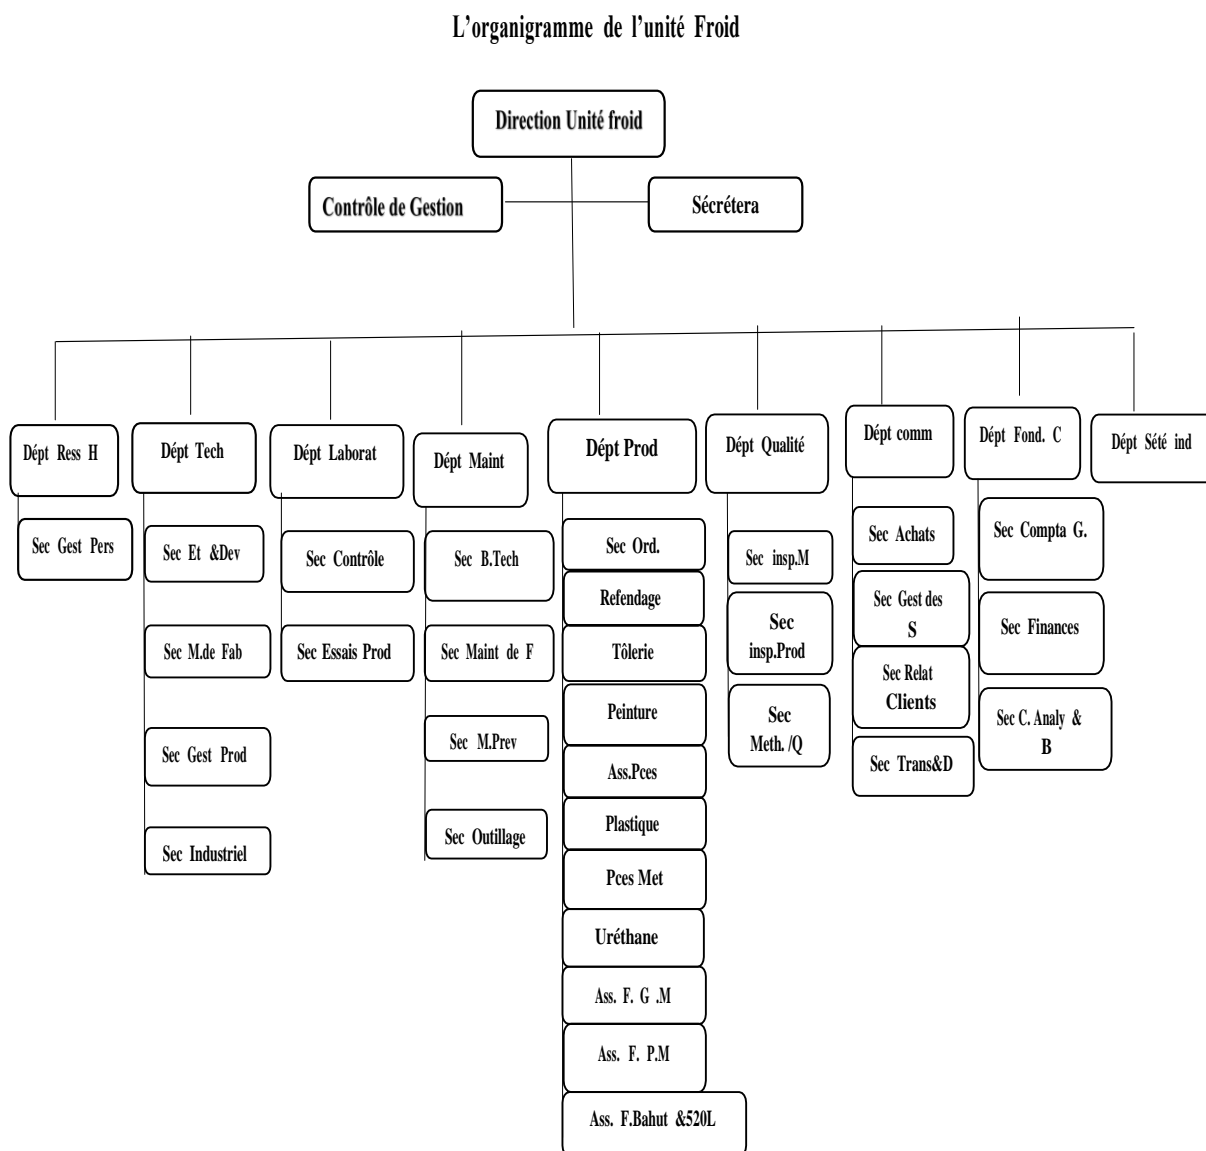 L'organigramme de l'unité Froid
Direction Unité froid
Contrôle de Gestion
Sécrétera
Dépt Ress H
Dépt Tech
Dépt Laborat
Dépt Maint
Dépt Prod
Dépt Qualité
Dépt comm
Dépt Fond. C
Dépt Sété ind
Sec Gest Pers
Sec Et &Dev
Sec M.de Fab
Sec Gest Prod
Sec Industriel
Sec Contrôle
Sec Essais Prod
Sec B.Tech
Sec Maint de F
Sec M.Prev
Sec Outillage
Sec Ord.
Refendage
Tôlerie
Peinture
Ass.Pces
Plastique
Pces Met
Uréthane
Ass. F. G .M
Ass. F. P.M
Ass. F.Bahut &520L
Sec insp.M
Sec
insp.Prod
Sec
Meth. /Q
Sec Achats
Sec Gest des
S
Sec Relat
Clients
Sec Trans&D
Sec Compta G.
Sec Finances
Sec C. Analy &
B